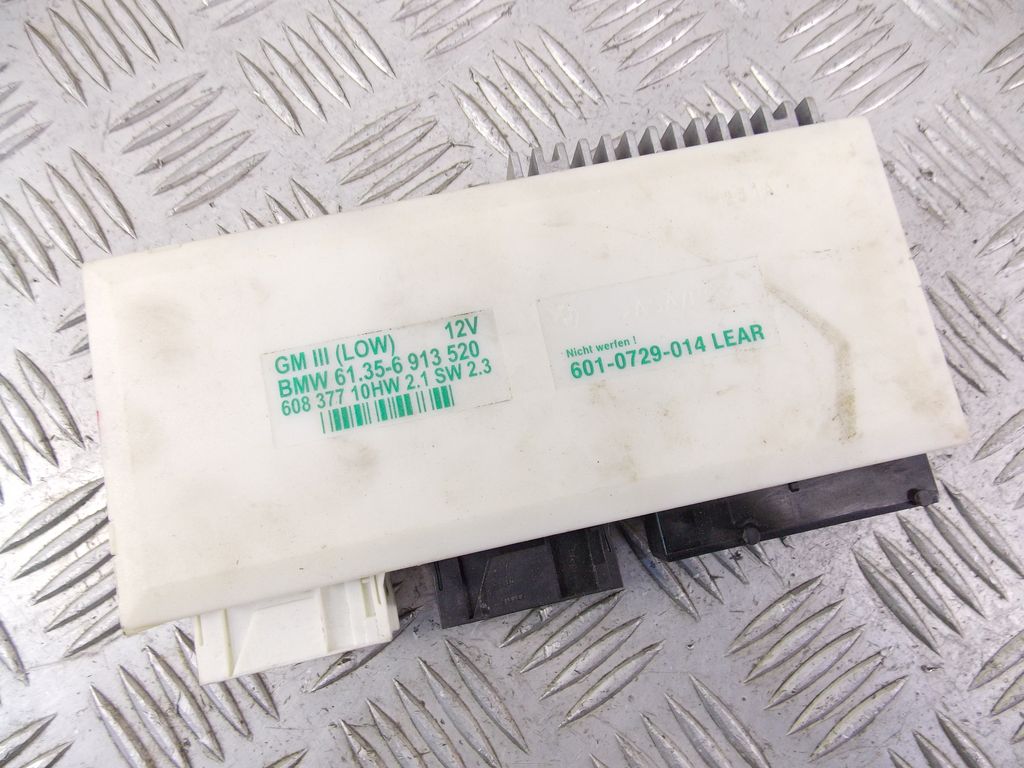 GM III (LOW) 12V
BMW 61.35-6 913 520
608 377 10HW 2.1 SW 2.3
Nicht werfen !
601-0729-014 LEAR